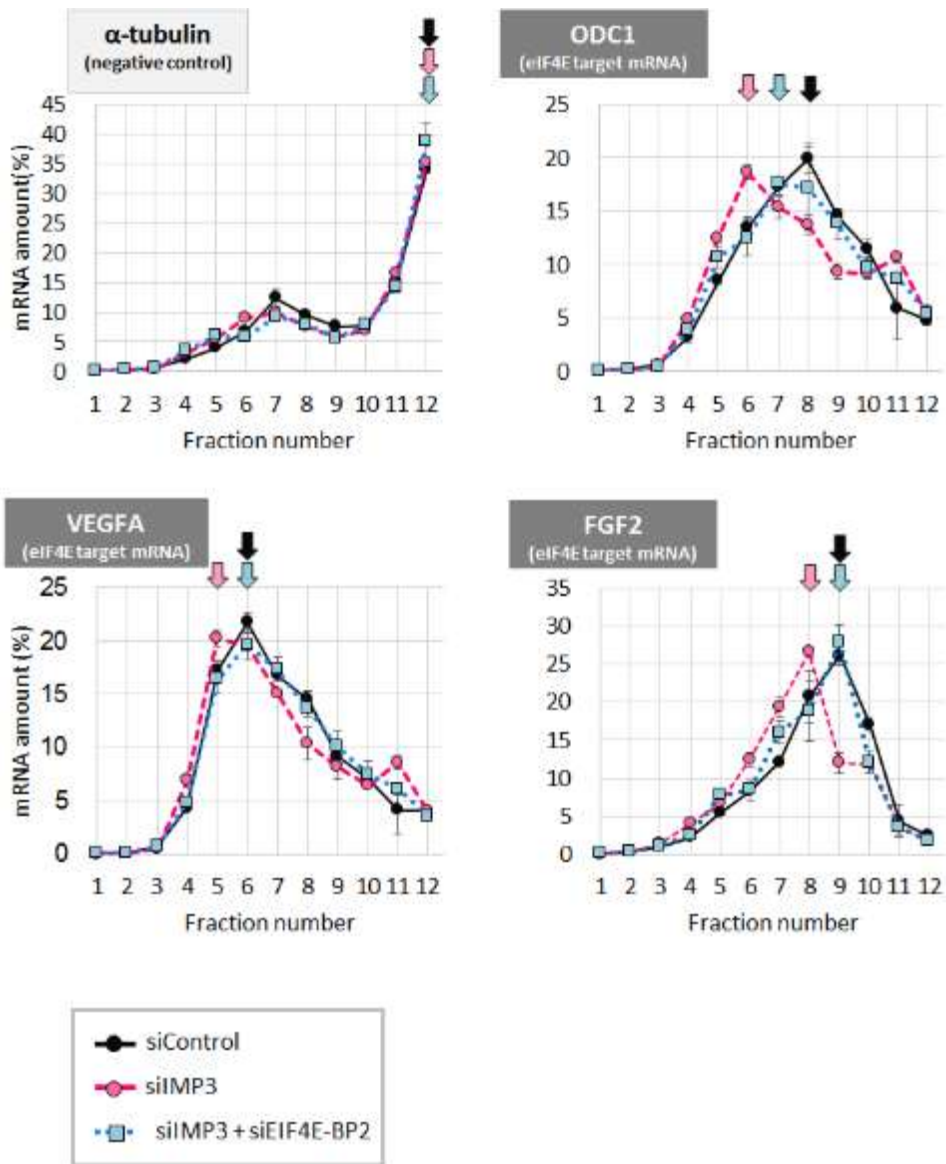 α-tubulin
(negative control)
ODC1
(eIF4E target mRNA)
mRNA amount(%)
45
40
35
30
25
20
15
10
5
0
1 2 3 4 5 6 7 8 9 10 11 12
Fraction number
25
20
15
10
5
0
1 2 3 4 5 6 7 8 9 10 11 12
Fraction number
VEGFA
(eIF4E target mRNA)
FGF2
(eIF4E target mRNA)
mRNA amount (%)
25
20
15
10
5
0
1 2 3 4 5 6 7 8 9 10 11 12
Fraction number
35
30
25
20
15
10
5
0
1 2 3 4 5 6 7 8 9 10 11 12
Fraction number
siControl
siIMP3
siIMP3 + siEIF4E-BP2